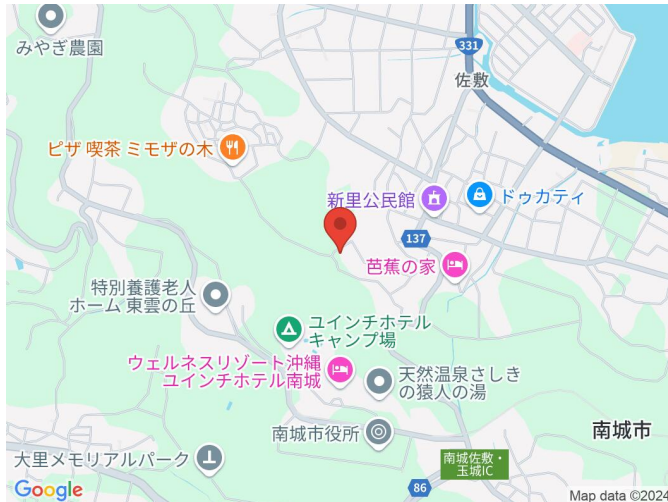 みやぎ農園
331
佐敷
ピザ 喫茶 ミモザの木
新里公民館
ドゥカティ
137
芭蕉の家
特別養護老人
ホーム 東雲の丘
ユインチホテル
キャンプ場
ウェルネスリゾート沖縄
ユインチホテル南城
天然温泉さしき
の猿人の湯
南城市役所
南城市
大里メモリアルパーク
南城佐敷・
玉城IC
86
Google
Map data ©2024